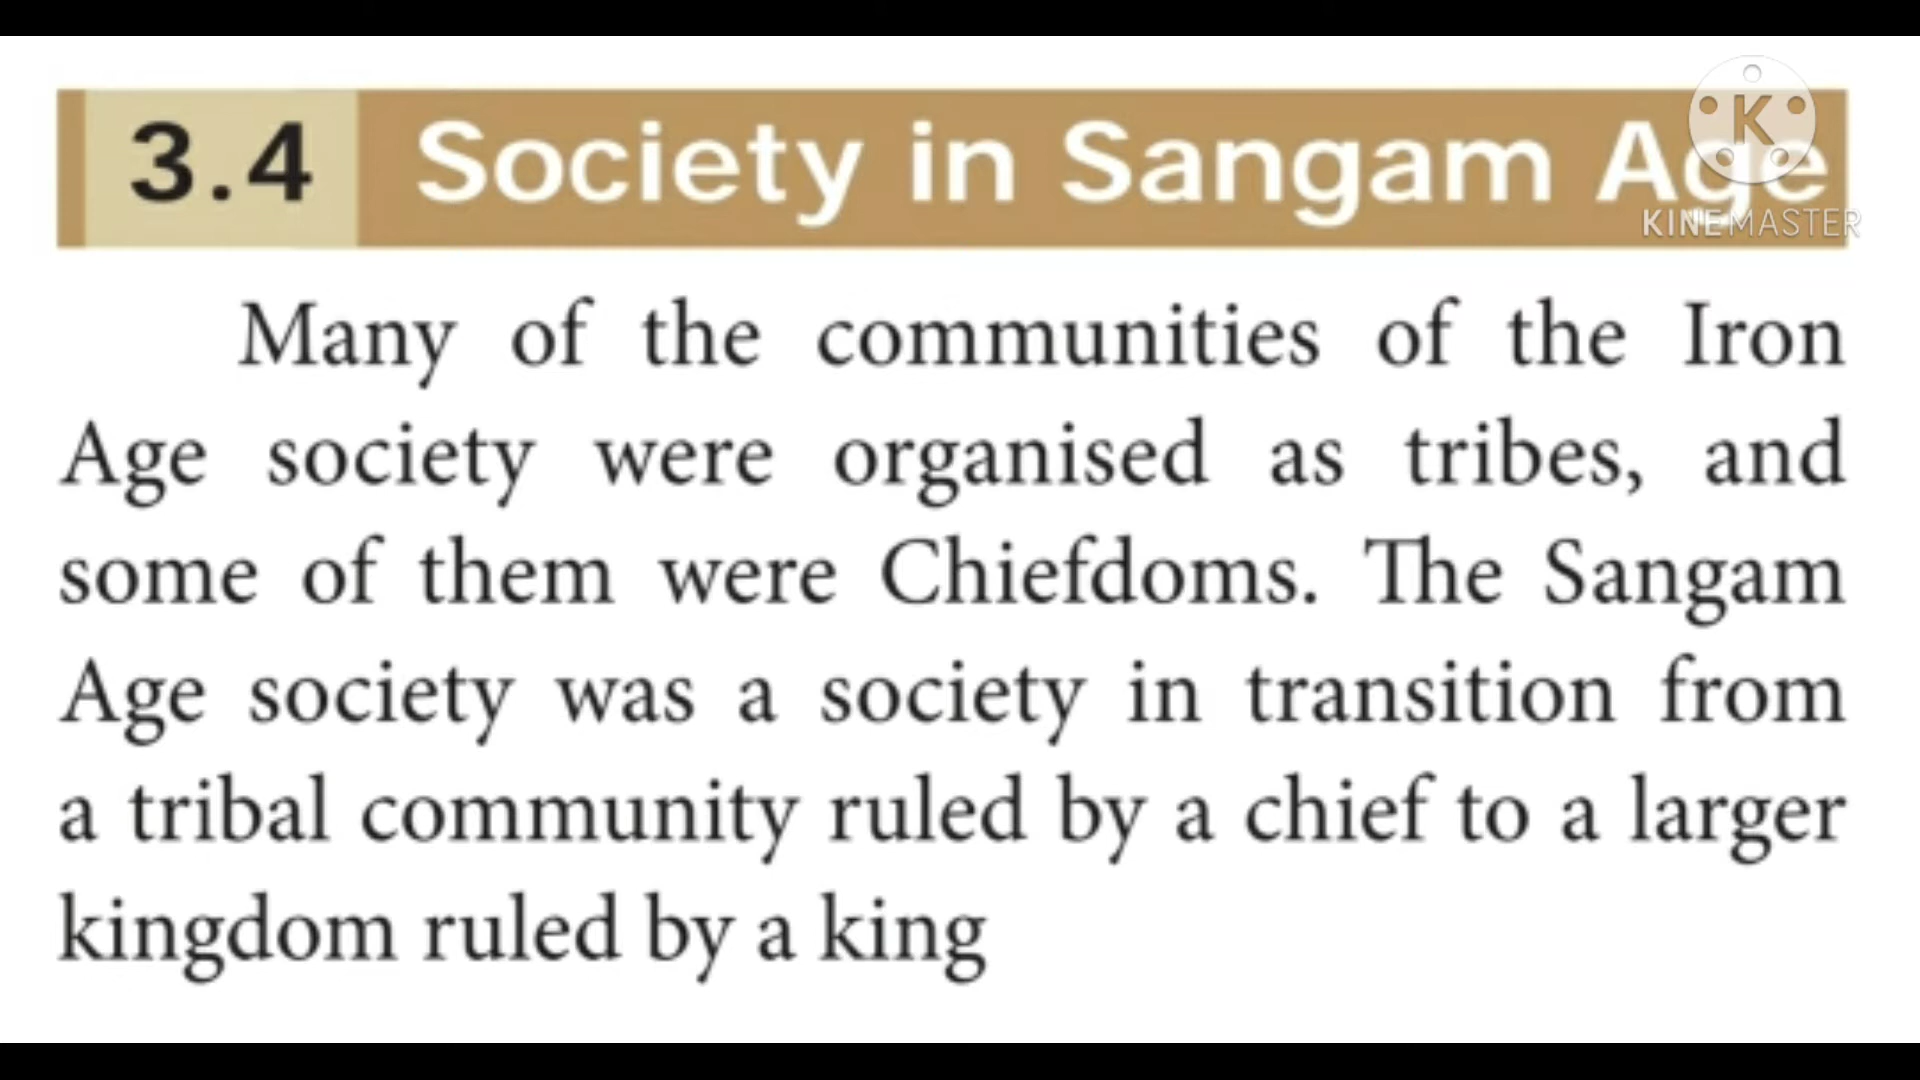 3.4 Society in Sangam Age
K
KINEMASTER
Many of the communities of the Iron
Age society were organised as tribes, and
some of them were Chiefdoms. The Sangam
Age society was a society in transition from
a tribal community ruled by a chief to a larger
kingdom ruled by a king